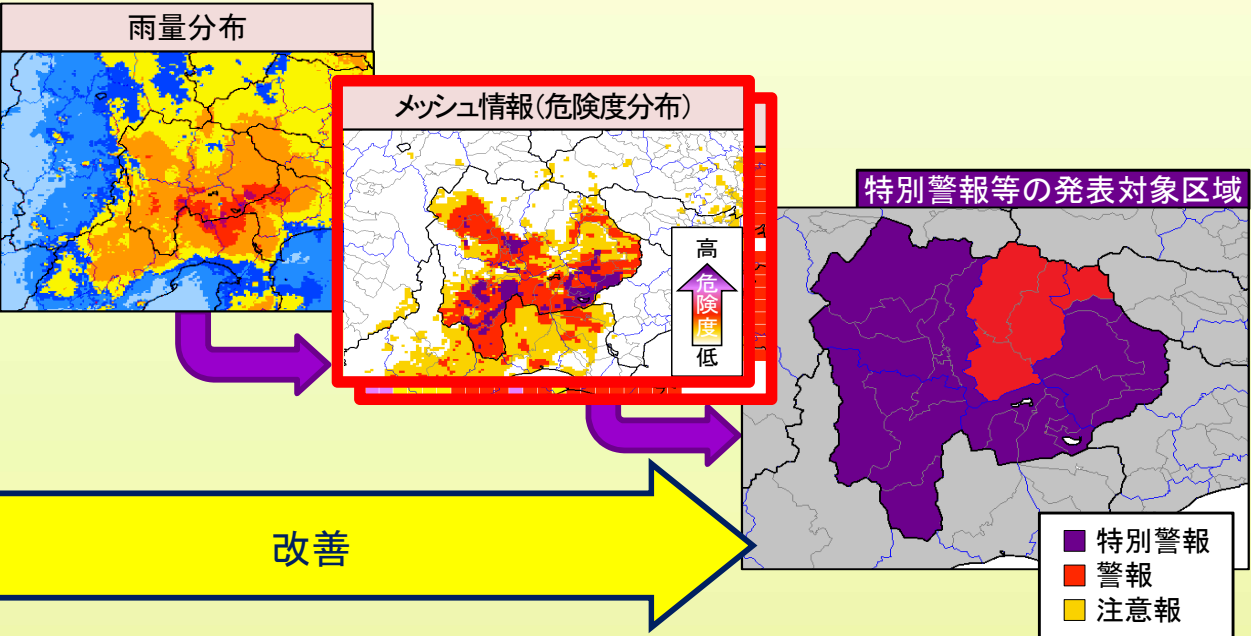 雨量分布
メッシュ情報(危険度分布)
高
危険度
低
特別警報等の発表対象区域
改善
特別警報
警報
注意報